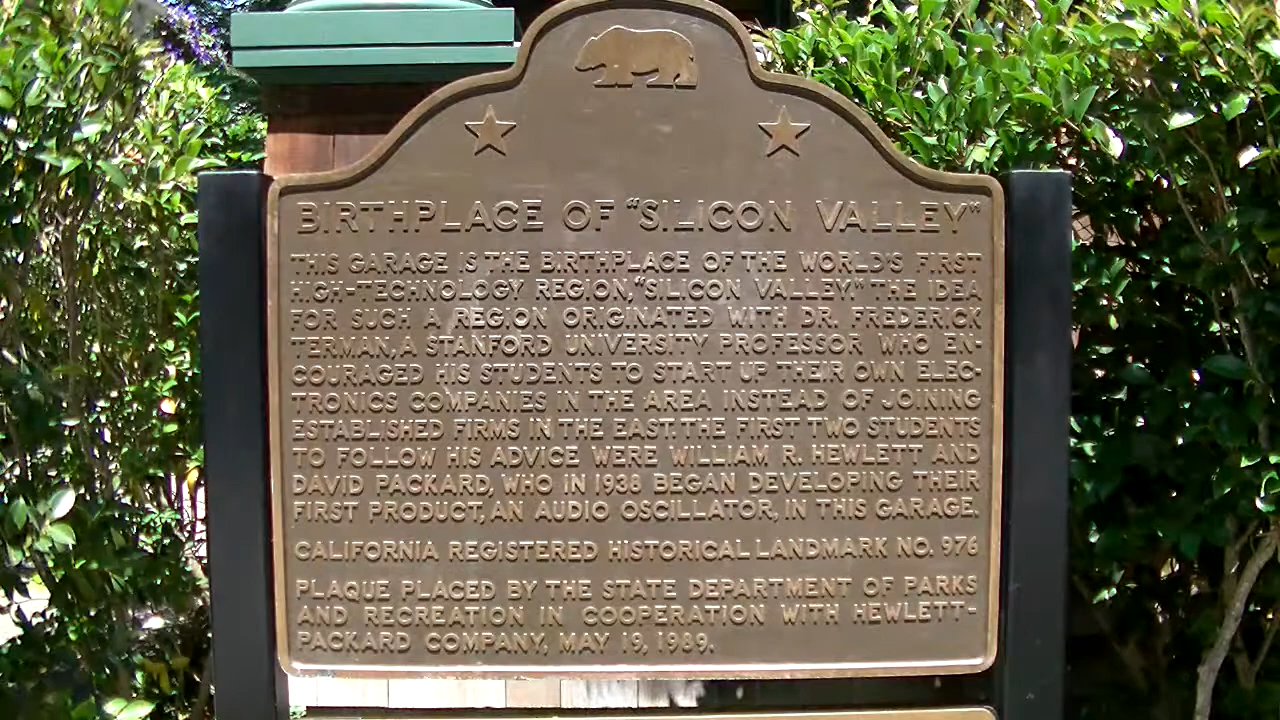 BIRTHPLACE OF "SILICON VALLEY"
THIS GARAGE IS THE BIRTHPLACE OF THE WORLD'S FIRST
HIGH-TECHNOLOGY REGION, "SILICON VALLEY." THE IDEA
FOR SUCH A REGION ORIGINATED WITH DR. FREDERICK
TERMAN, A STANFORD UNIVERSITY PROFESSOR WHO EN-
COURAGED HIS STUDENTS TO START UP THEIR OWN ELEC-
TRONICS COMPANIES IN THE AREA INSTEAD OF JOINING
ESTABLISHED FIRMS IN THE EAST. THE FIRST TWO STUDENTS
TO FOLLOW HIS ADVICE WERE WILLIAM R. HEWLETT AND
DAVID PACKARD, WHO IN 1938 BEGAN DEVELOPING THEIR
FIRST PRODUCT, AN AUDIO OSCILLATOR, IN THIS GARAGE.
CALIFORNIA REGISTERED HISTORICAL LANDMARK NO. 976
PLAQUE PLACED BY THE STATE DEPARTMENT OF PARKS
AND RECREATION IN COOPERATION WITH HEWLETT-
PACKARD COMPANY, MAY 19, 1989.